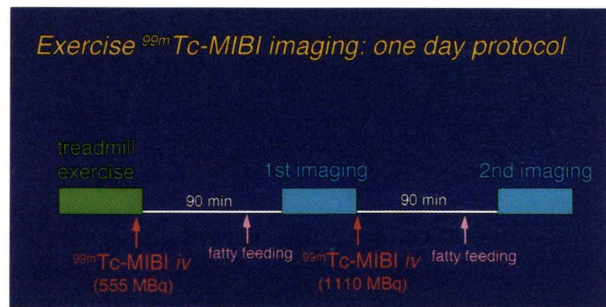 Exercise ⁹⁹ᵐTc-MIBI imaging: one day protocol
treadmill
exercise
1st imaging
2nd imaging
90 min
90 min
⁹⁹ᵐTc-MIBI iv
(555 MBq)
fatty feeding
⁹⁹ᵐTc-MIBI iv
(1110 MBq)
fatty feeding